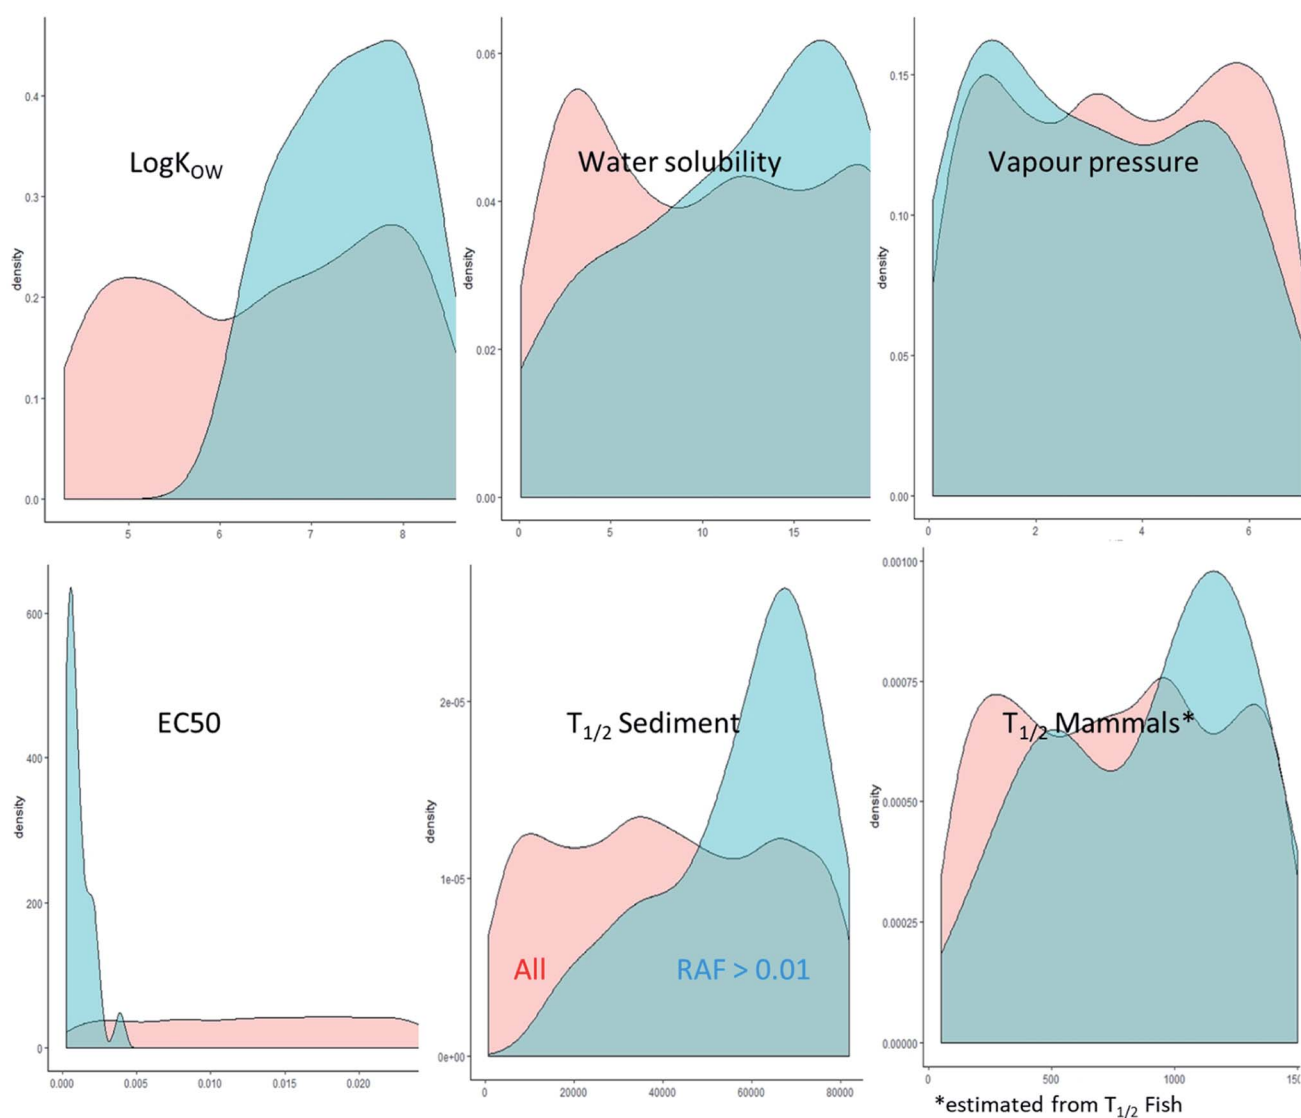 LogK_OW
density
0.4
0.3
0.2
0.1
0.0
5 6 7 8
Water solubility
density
0.06
0.04
0.02
0.00
0 5 10 15
Vapour pressure
density
0.15
0.10
0.05
0.00
0 2 4 6
EC50
density
600
400
200
0
0.000 0.005 0.010 0.015 0.020
T1/2 Sediment
density
2e-05
1e-05
0e+00
All RAF > 0.01
0 20000 40000 60000 80000
T1/2 Mammals*
density
0.00100
0.00075
0.00050
0.00025
0.00000
0 500 1000
*estimated from T1/2 Fish